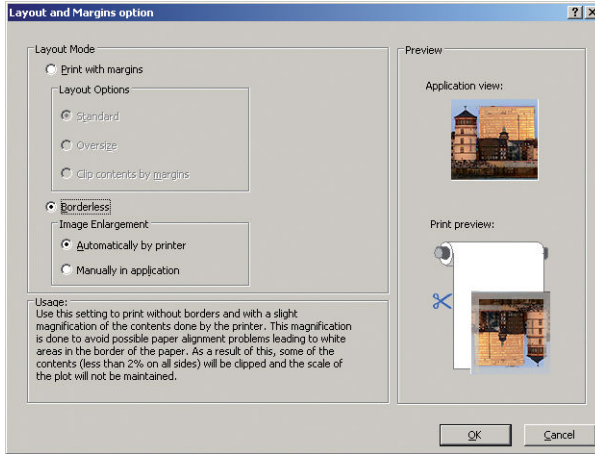 Layout and Margins option
Layout Mode
Print with margins
Layout Options
Standard
Oversize
Clip contents by margins
Borderless
Image Enlargement
Automatically by printer
Manually in application
Usage:
Use this setting to print without borders and with a slight
magnification of the contents done by the printer. This magnification
is done to avoid possible paper alignment problems leading to white
areas in the border of the paper. As a result of this, some of the
contents (less than 2% on all sides) will be clipped and the scale of
the plot will not be maintained.
Preview
Application view:
Print preview:
OK
Cancel